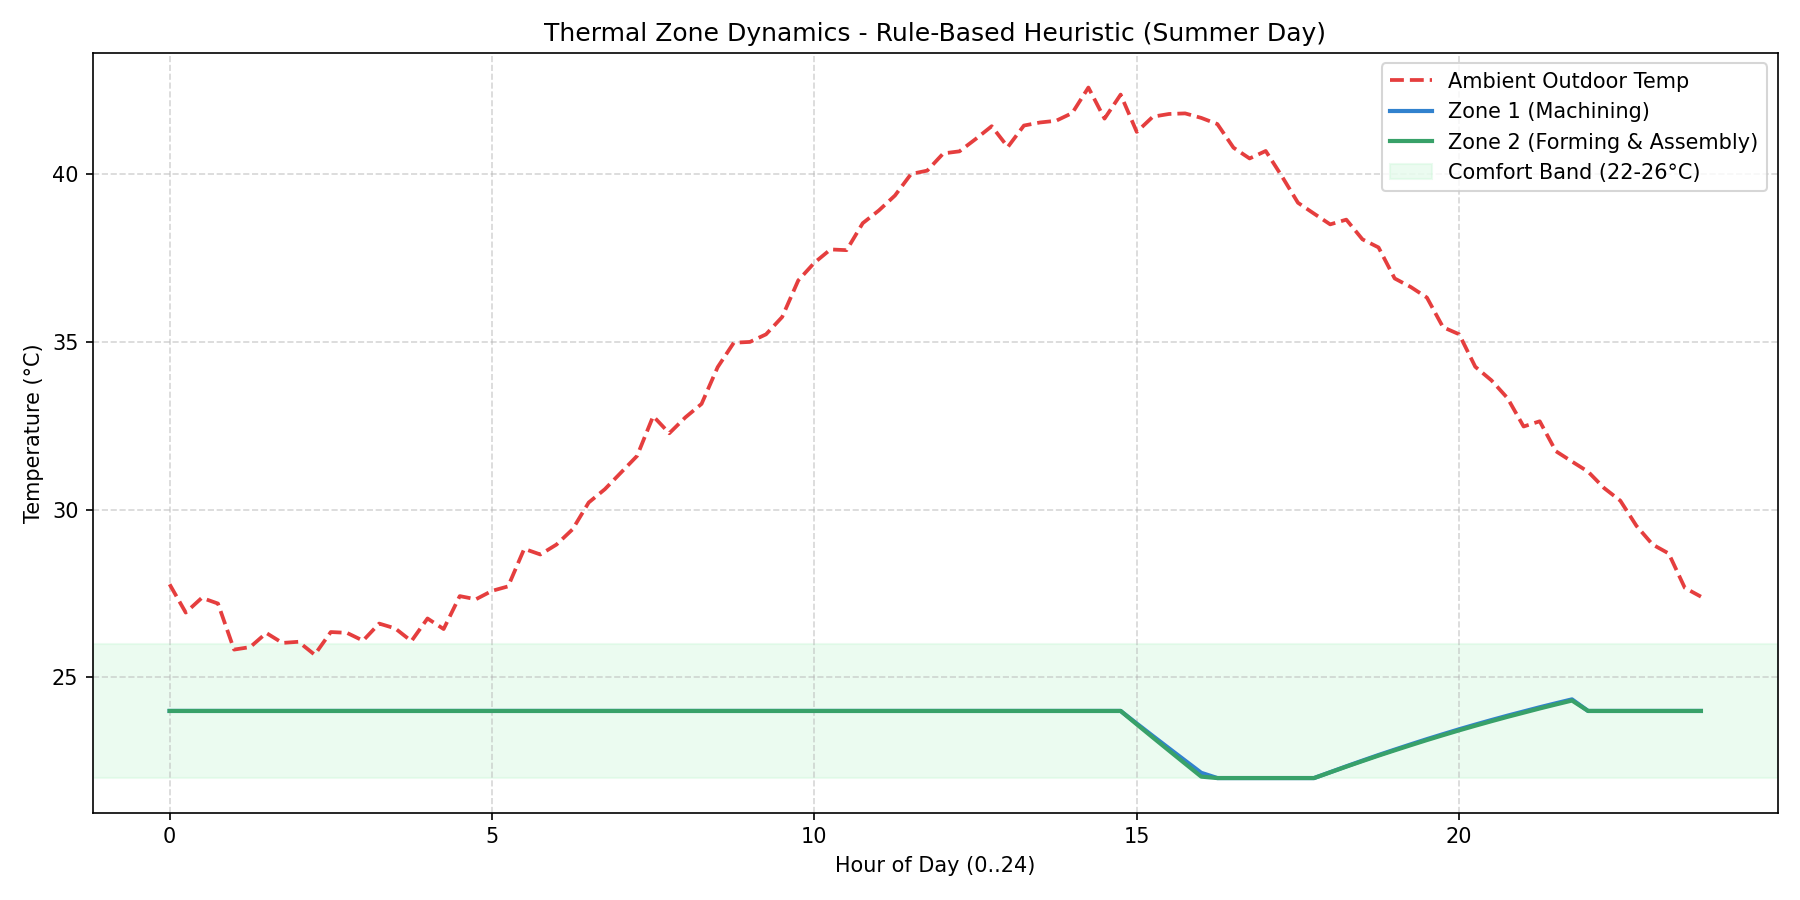 Thermal Zone Dynamics - Rule-Based Heuristic (Summer Day)
Ambient Outdoor Temp
Zone 1 (Machining)
Zone 2 (Forming & Assembly)
Comfort Band (22-26°C)
Temperature (°C)
40
35
30
25
0 5 10 15 20
Hour of Day (0..24)